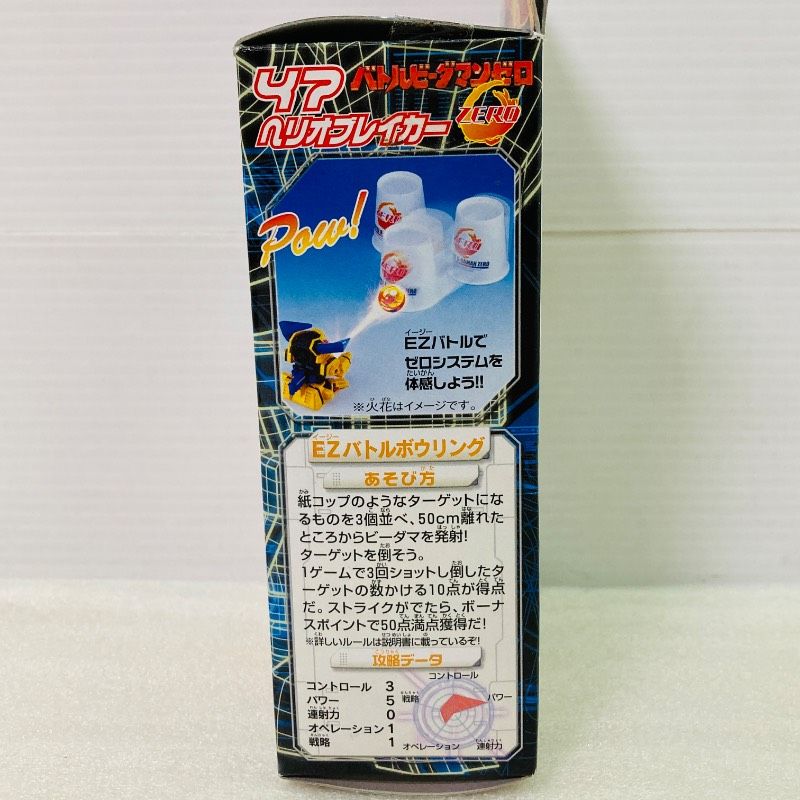 47 バトルビーダマンゼロ
ヘリオブレイカー ZERO
Pow!
EZバトルで
ゼロシステムを
体感しよう!!
※火花はイメージです。
EZバトルボウリング
あそび方
紙コップのようなターゲットにな
るものを3個並べ、50cm離れた
ところからビーダマを発射!
ターゲットを倒そう。
1ゲームで3回ショットし倒したタ
ーゲットの数かける10点が得点
だ。ストライクがでたら、ボーナ
スポイントで50点満点獲得だ!
※詳しいルールは説明書に載っているぞ!
攻略データ
コントロール 3
パワー 5
連射力 0
オペレーション 1
戦略 1
コントロール
戦略 パワー
オペレーション 連射力